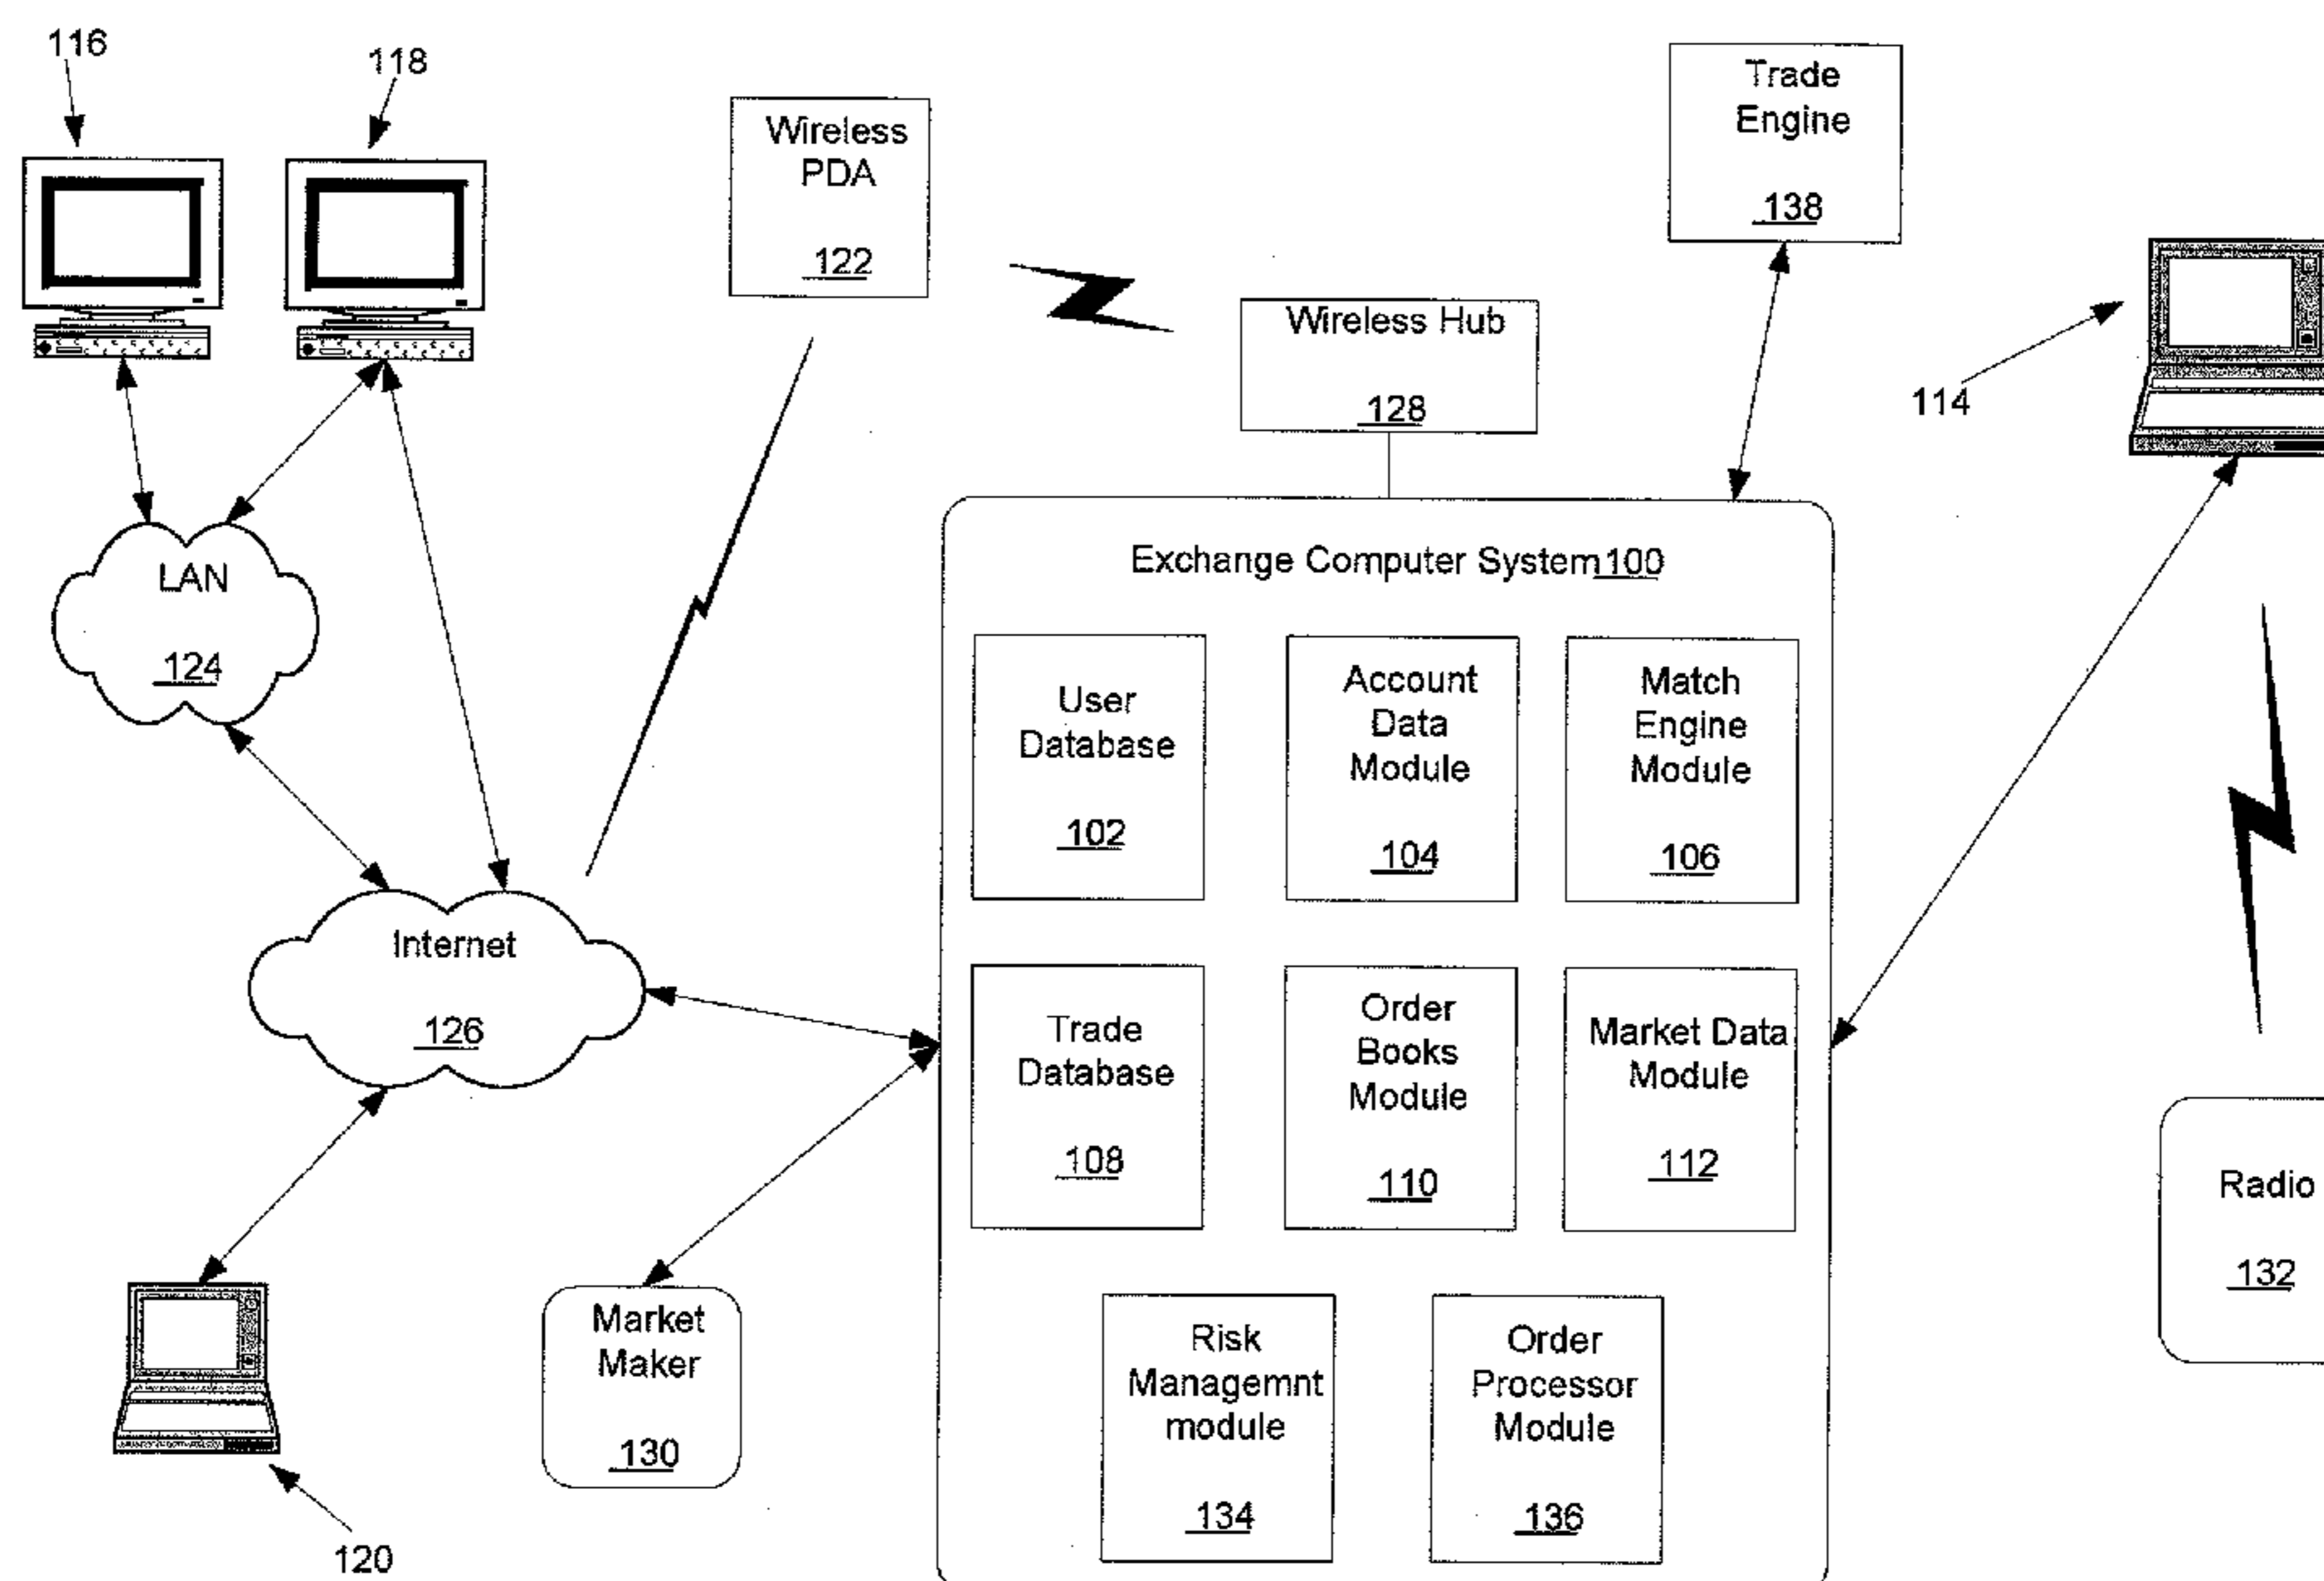 116
118
Wireless
PDA
122
Trade
Engine
138
Wireless Hub
128
114
LAN
124
Exchange Computer System 100
User
Database
102
Account
Data
Module
104
Match
Engine
Module
106
Internet
126
Trade
Database
108
Order
Books
Module
110
Market Data
Module
112
Radio
132
Market
Maker
130
Risk
Managemnt
module
134
Order
Processor
Module
136
120